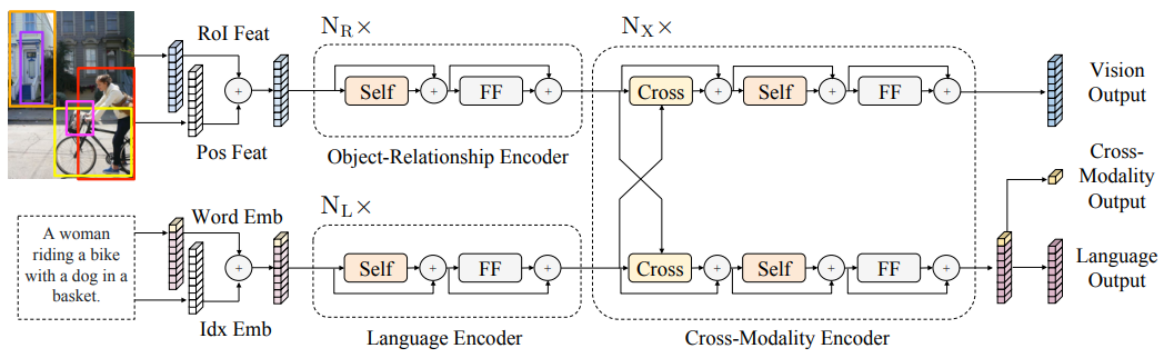 RoI Feat
Pos Feat
N_R ×
Self
+
FF
+
Object-Relationship Encoder
N_X ×
Cross
+
Self
+
FF
+
Vision
Output
Cross-
Modality
Output
A woman
riding a bike
with a dog in a
basket.
Word Emb
+
Idx Emb
N_L ×
Self
+
FF
+
Language Encoder
Cross
+
Self
+
FF
+
Cross-Modality Encoder
Language
Output